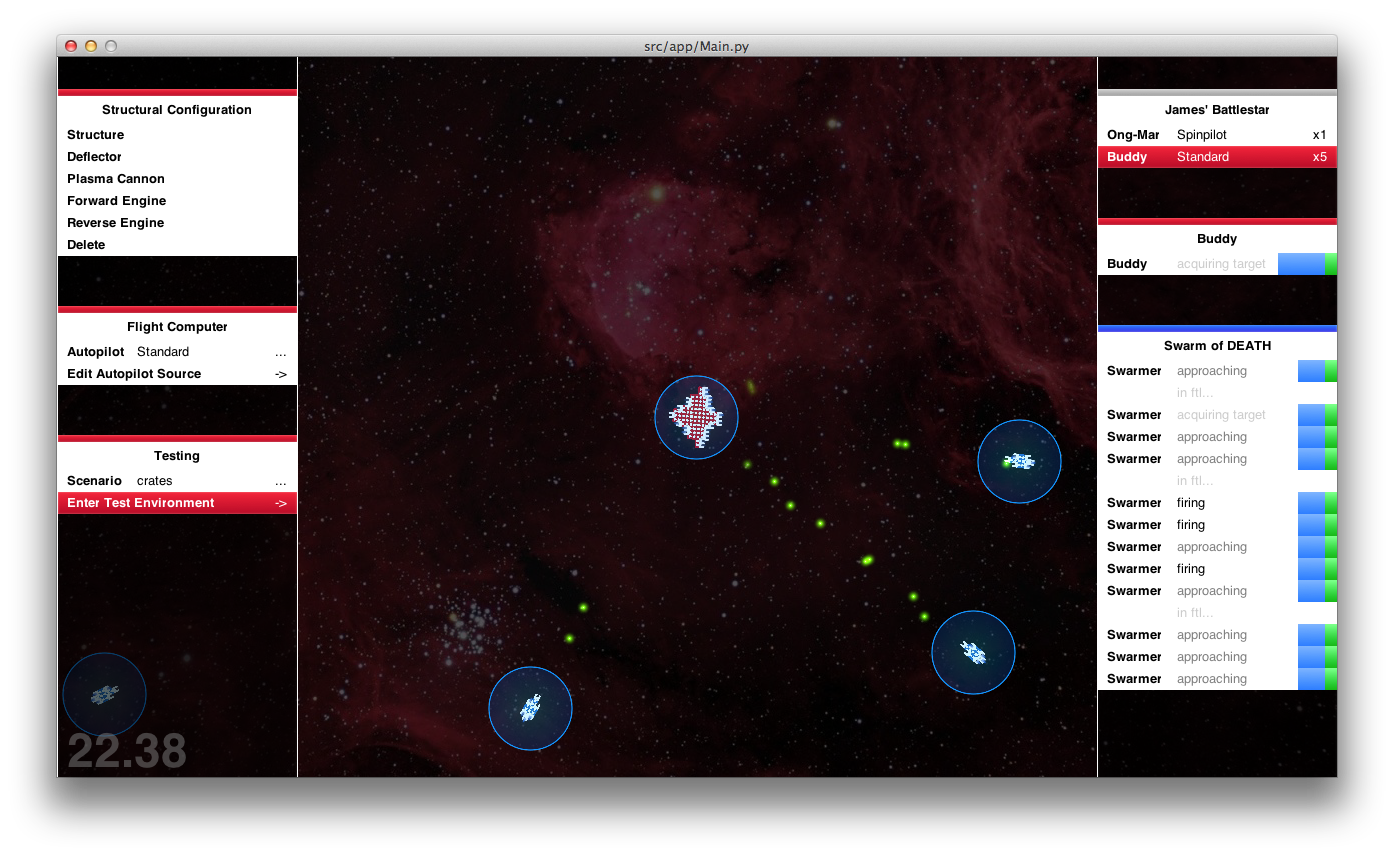 src/app/Main.py
Structural Configuration
Structure
Deflector
Plasma Cannon
Forward Engine
Reverse Engine
Delete
Flight Computer
Autopilot Standard ...
Edit Autopilot Source ->
Testing
Scenario crates ...
Enter Test Environment ->
22.38
James' Battlestar
Ong-Mar Spinpilot x1
Buddy Standard x5
Buddy
Buddy acquiring target
Swarm of DEATH
Swarmer approaching
in ftl...
Swarmer acquiring target
Swarmer approaching
Swarmer approaching
in ftl...
Swarmer firing
Swarmer firing
Swarmer approaching
Swarmer firing
Swarmer approaching
in ftl...
Swarmer approaching
Swarmer approaching
Swarmer approaching